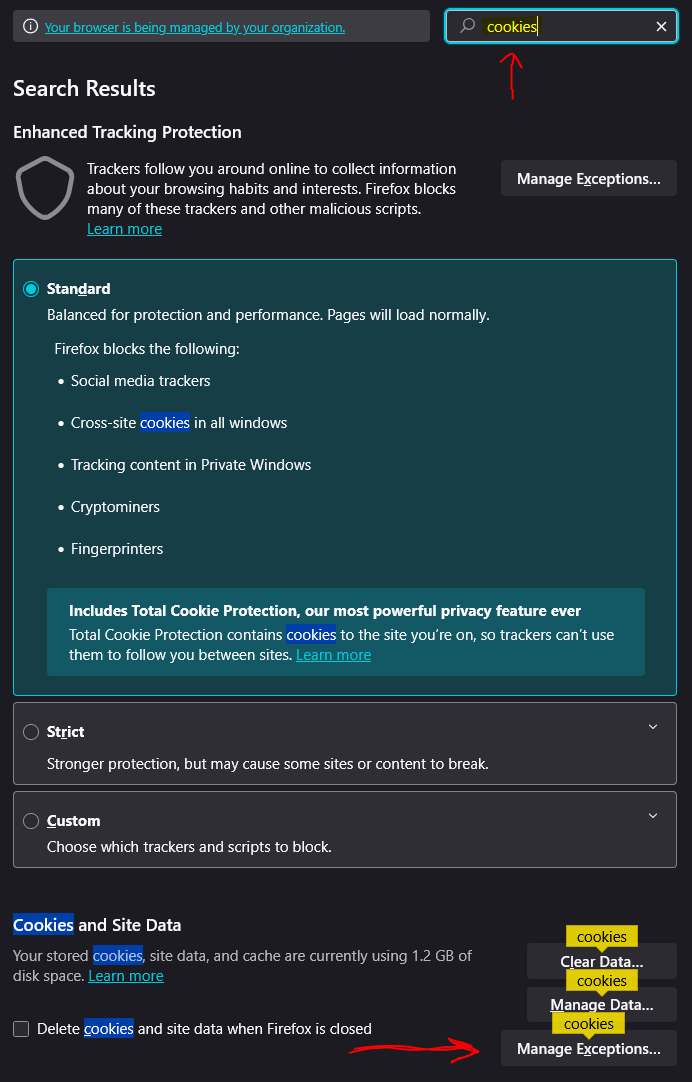 Your browser is being managed by your organization.
cookies
Search Results
Enhanced Tracking Protection
Trackers follow you around online to collect information
about your browsing habits and interests. Firefox blocks
many of these trackers and other malicious scripts.
Learn more
Manage Exceptions...
Standard
Balanced for protection and performance. Pages will load normally.
Firefox blocks the following:
• Social media trackers
• Cross-site cookies in all windows
• Tracking content in Private Windows
• Cryptominers
• Fingerprinters
Includes Total Cookie Protection, our most powerful privacy feature ever
Total Cookie Protection contains cookies to the site you’re on, so trackers can’t use
them to follow you between sites. Learn more
Strict
Stronger protection, but may cause some sites or content to break.
Custom
Choose which trackers and scripts to block.
Cookies and Site Data
Your stored cookies, site data, and cache are currently using 1.2 GB of
disk space. Learn more
cookies
Clear Data...
cookies
Manage Data...
Delete cookies and site data when Firefox is closed
cookies
Manage Exceptions...